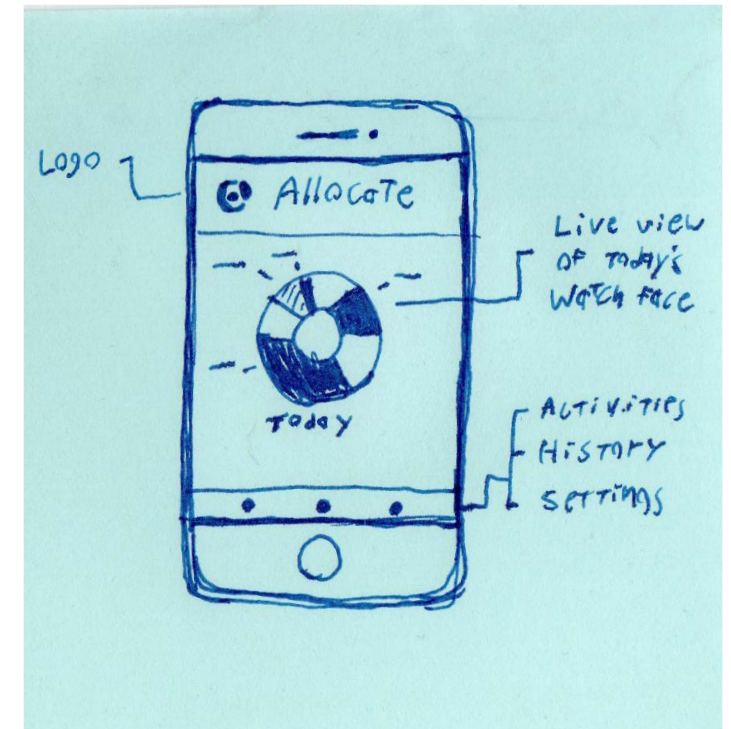 Logo
Allocate
Live view
of Today's
Watch Face
Today
Activities
History
Settings